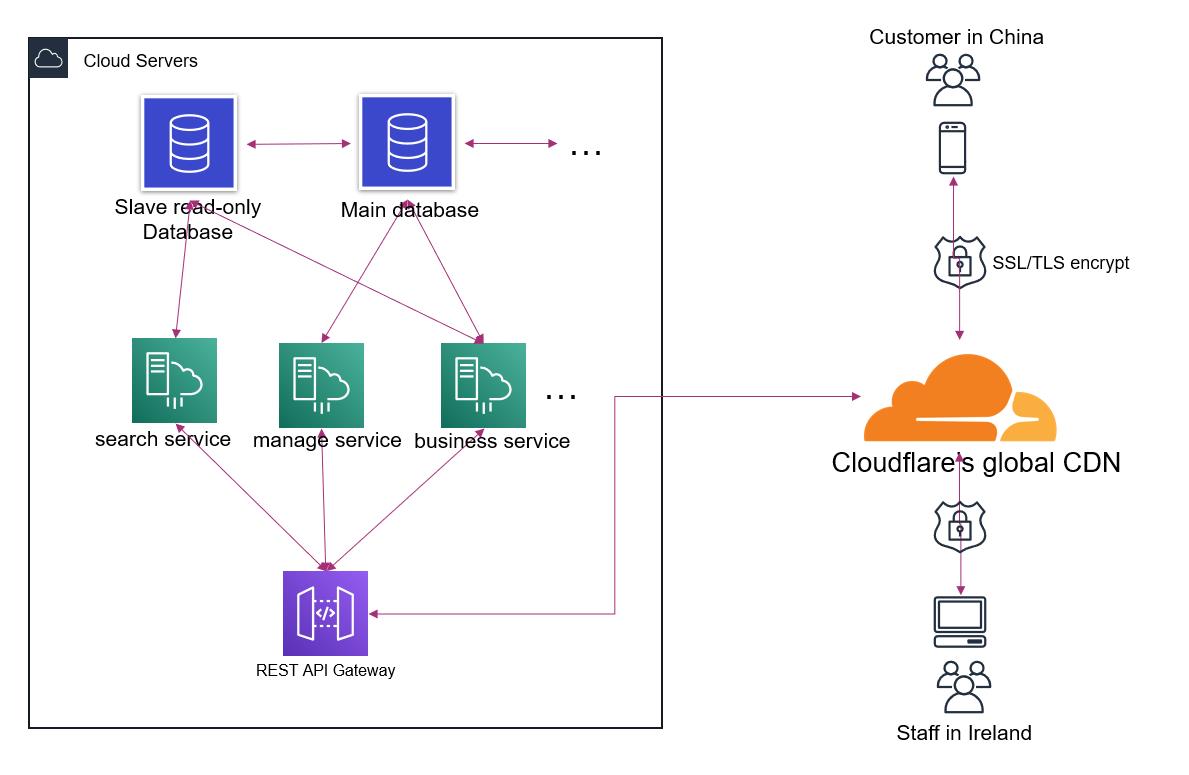 Customer in China
Cloud Servers
...
Slave read-only
Database
Main database
SSL/TLS encrypt
...
search service
manage service
business service
Cloudflare's global CDN
</>
REST API Gateway
Staff in Ireland